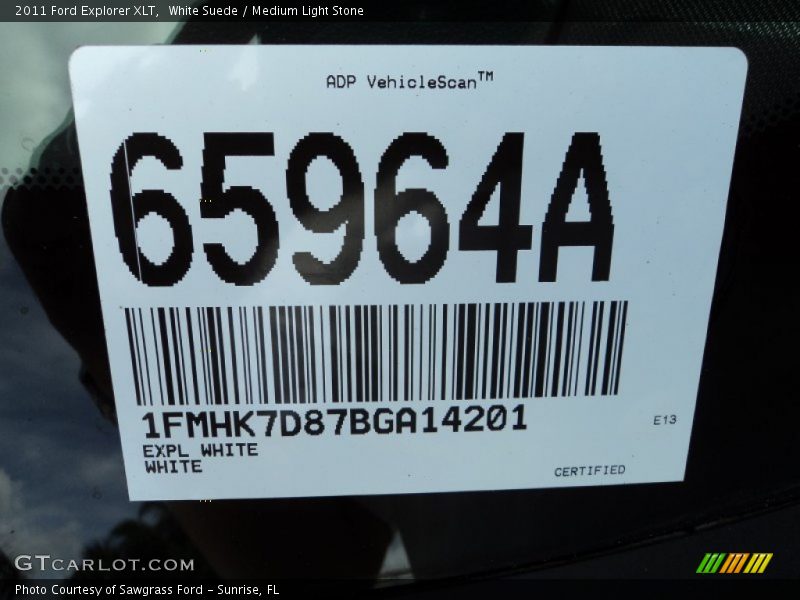 2011 Ford Explorer XLT,  White Suede / Medium Light Stone
ADP VehicleScan™
65964A
1FMHK7D87BGA14201
EXPL WHITE
WHITE
E13
CERTIFIED
GTCARLOT.COM
Photo Courtesy of Sawgrass Ford - Sunrise, FL